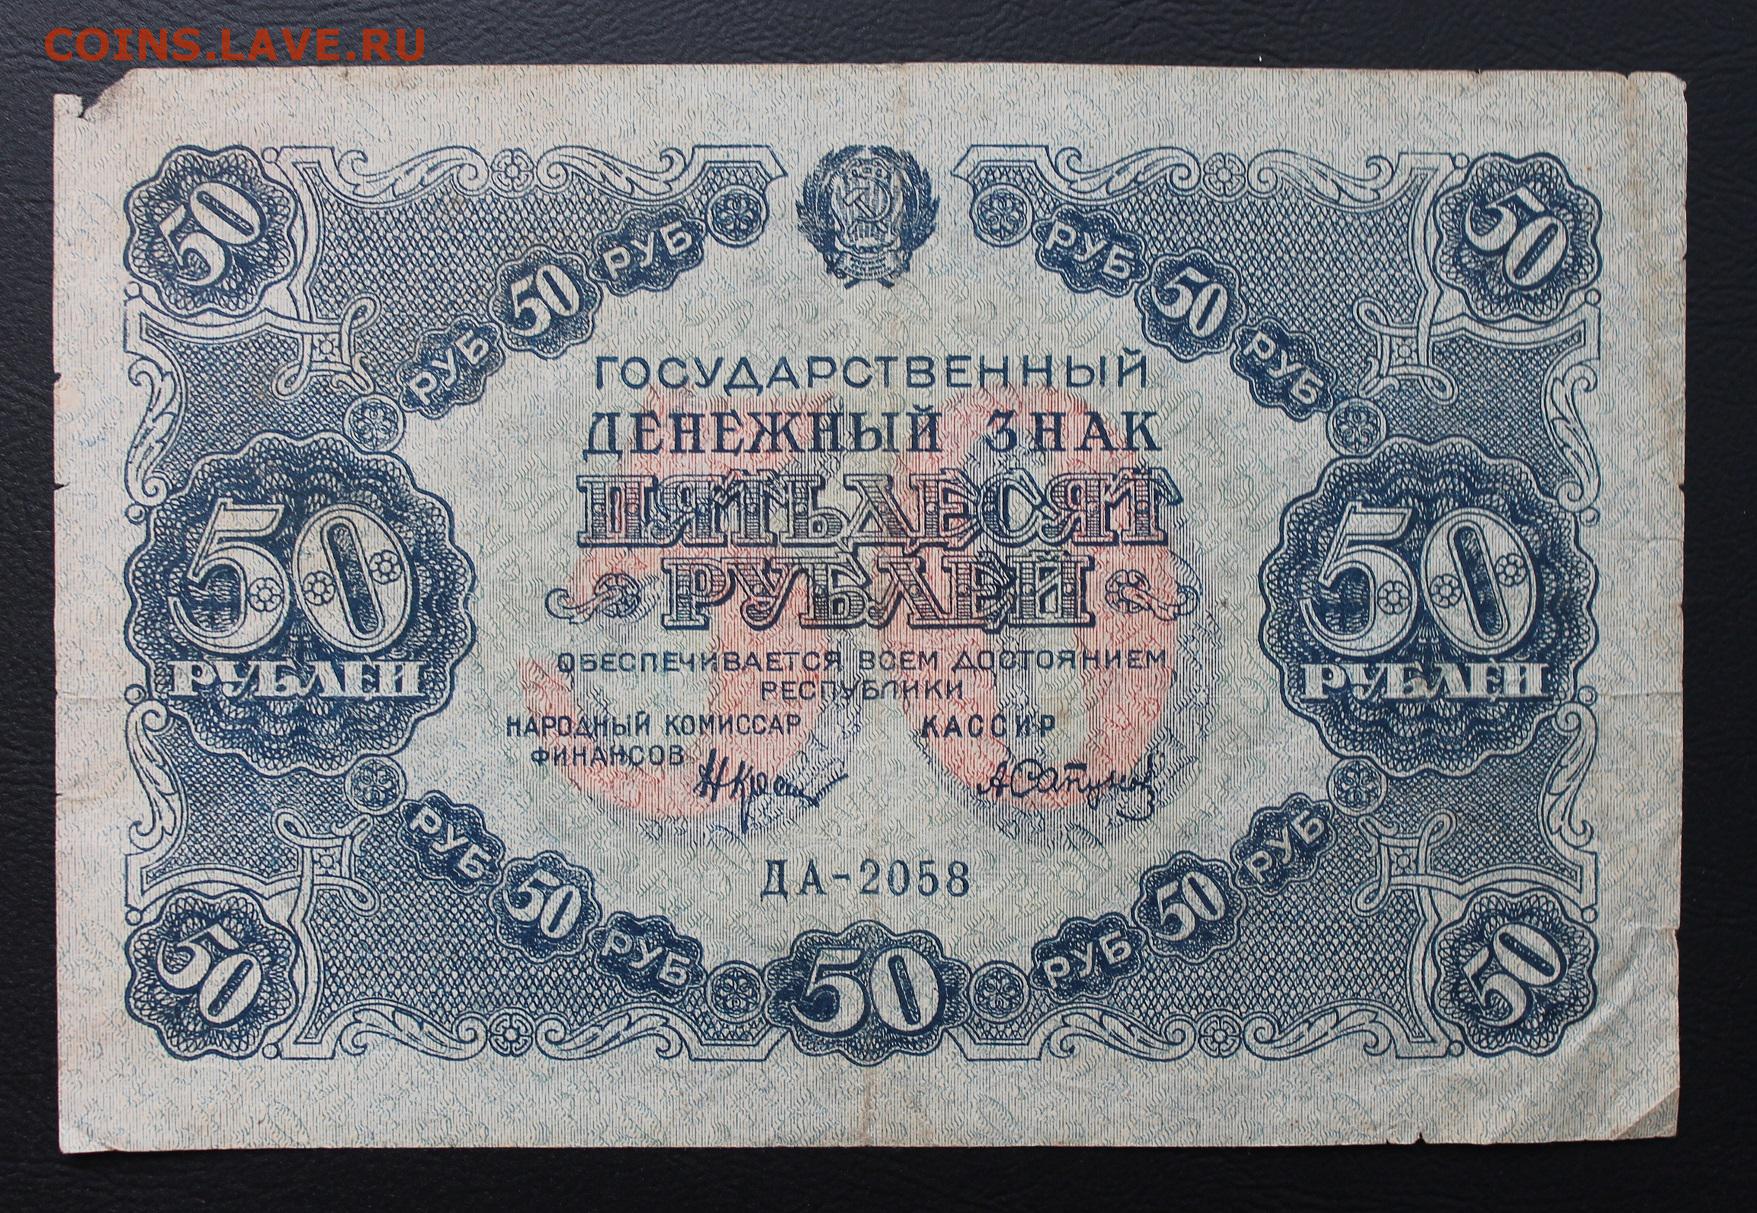 COINS.LAVE.RU
50
50
РУБ 50 РУБ
РУБ 50 РУБ
ГОСУДАРСТВЕННЫЙ
ДЕНЕЖНЫЙ ЗНАК
ПЯТЬДЕСЯТ
РУБЛЕЙ
50
РУБЛЕЙ
50
РУБЛЕЙ
ОБЕСПЕЧИВАЕТСЯ ВСЕМ ДОСТОЯНИЕМ
РЕСПУБЛИКИ
НАРОДНЫЙ КОМИССАР
ФИНАНСОВ
КАССИР
ДА-2058
РУБ 50 РУБ
50
РУБ 50 РУБ
50
50